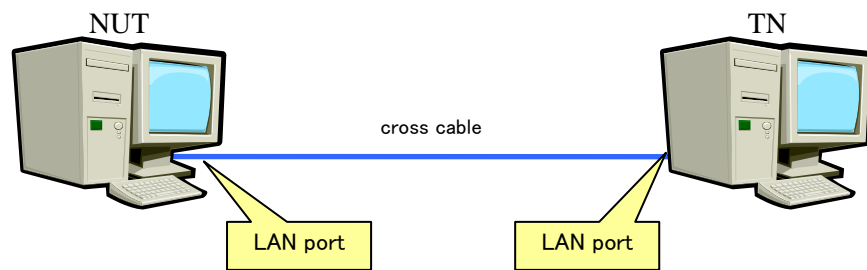 NUT
TN
cross cable
LAN port
LAN port